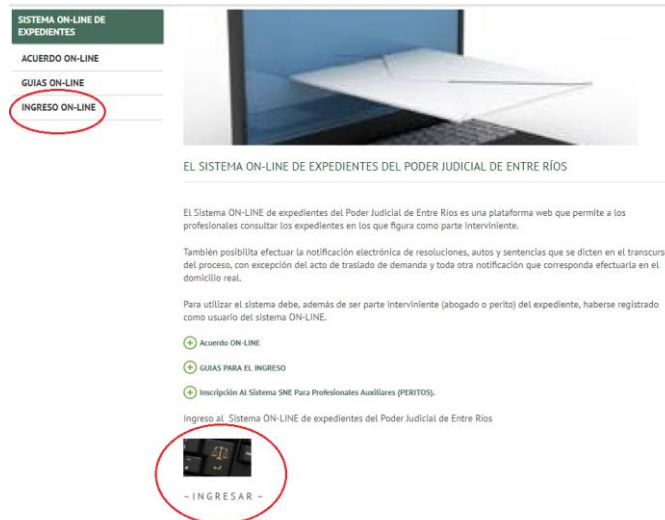 SISTEMA ON-LINE DE
EXPEDIENTES
ACUERDO ON-LINE
GUIAS ON-LINE
INGRESO ON-LINE
EL SISTEMA ON-LINE DE EXPEDIENTES DEL PODER JUDICIAL DE ENTRE RÍOS
El Sistema ON-LINE de expedientes del Poder Judicial de Entre Ríos es una plataforma web que permite a los
profesionales consultar los expedientes en los que figura como parte interviniente.
También posibilita efectuar la notificación electrónica de resoluciones, autos y sentencias que se dicten en el transcurs
del proceso, con excepción del acto de traslado de demanda y toda otra notificación que corresponda efectuarla en el
domicilio real.
Para utilizar el sistema debe, además de ser parte interviniente (abogado o perito) del expediente, haberse registrado
como usuario del sistema ON-LINE.
Acuerdo ON-LINE
GUIAS PARA EL INGRESO
Inscripción Al Sistema SNE Para Profesionales Auxiliares (PERITOS).
Ingreso al Sistema ON-LINE de expedientes del Poder Judicial de Entre Ríos
~ I N G R E S A R ~